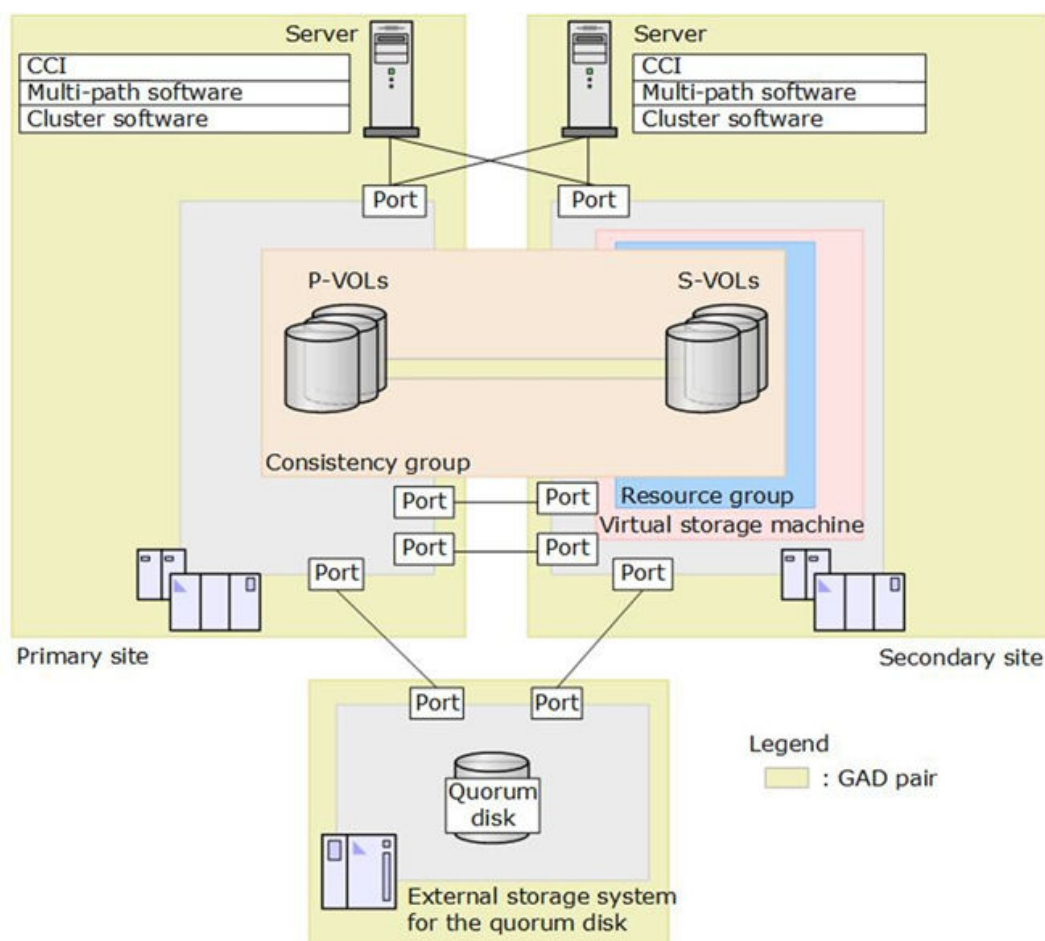 Server
CCI
Multi-path software
Cluster software
Server
CCI
Multi-path software
Cluster software
Port
Port
P-VOLs
S-VOLs
Consistency group
Resource group
Virtual storage machine
Port
Port
Port
Port
Port
Port
Primary site
Secondary site
Port
Port
Quorum
disk
External storage system
for the quorum disk
Legend
: GAD pair